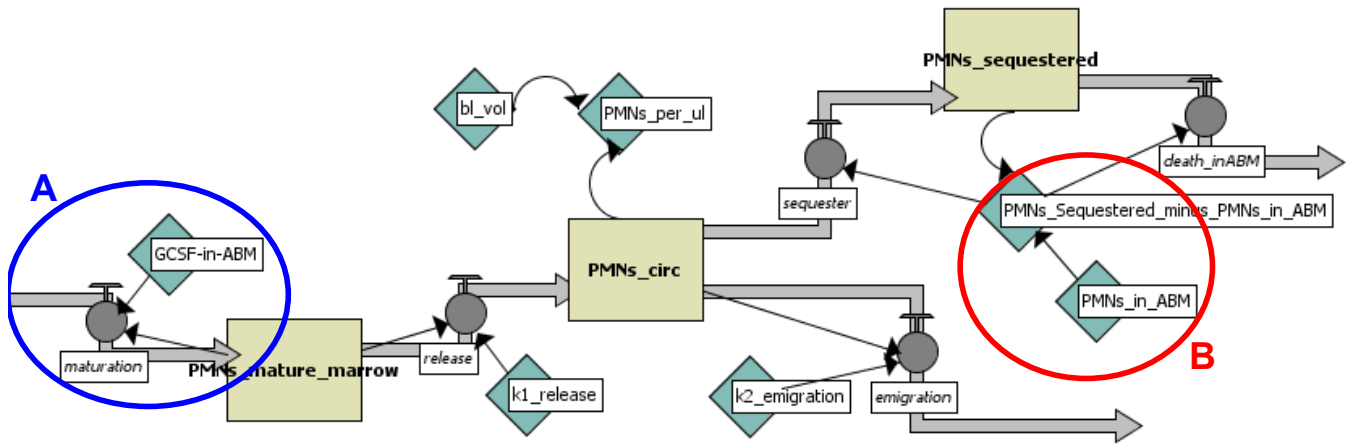 PMNs_sequestered
bl_vol
PMNs_per_ul
death_inABM
A
sequester
PMNs_Sequestered_minus_PMNs_in_ABM
GCSF-in-ABM
PMNs_circ
PMNs_in_ABM
maturation
PMNs_mature_marrow
release
B
k1_release
k2_emigration
emigration